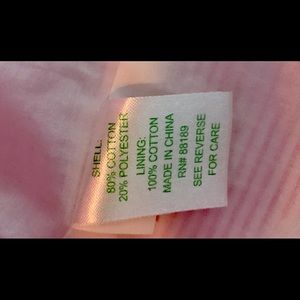 SHELL:
80% COTTON
20% POLYESTER
LINING:
100% COTTON
MADE IN CHINA
RN# 88189
SEE REVERSE
FOR CARE